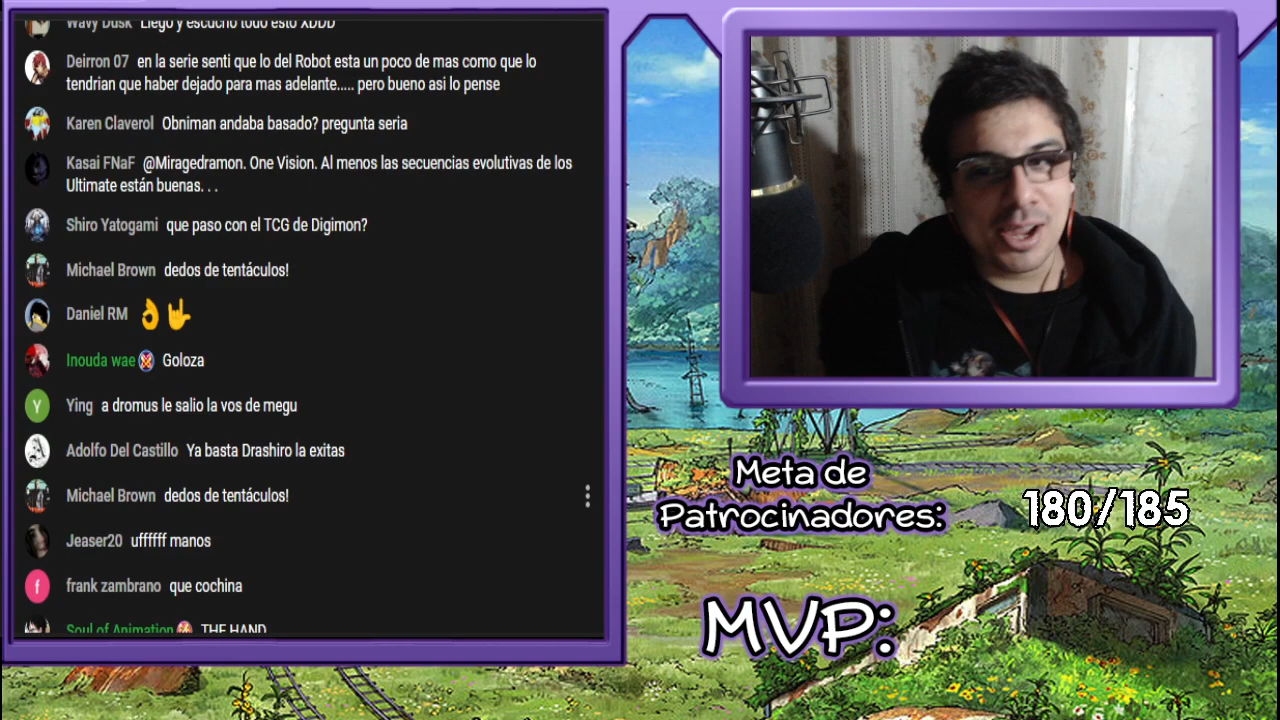 Wavy Dusk Llego y escucho todo esto XDDD
Deirron 07 en la serie senti que lo del Robot esta un poco de mas como que lo
tendrian que haber dejado para mas adelante..... pero bueno asi lo pense
Karen Claverol Obniman andaba basado? pregunta seria
Kasai FNaF @Miragedramon. One Vision. Al menos las secuencias evolutivas de los
Ultimate están buenas. . .
Shiro Yatogami que paso con el TCG de Digimon?
Michael Brown dedos de tentáculos!
Daniel RM 👌 🤟
Inouda wae Goloza
Y Ying a dromus le salio la vos de megu
Adolfo Del Castillo Ya basta Drashiro la exitas
Michael Brown dedos de tentáculos!
Jeaser20 uffffff manos
f frank zambrano que cochina
Soul of Animation THE HAND
Meta de
Patrocinadores: 180/185
MVP: